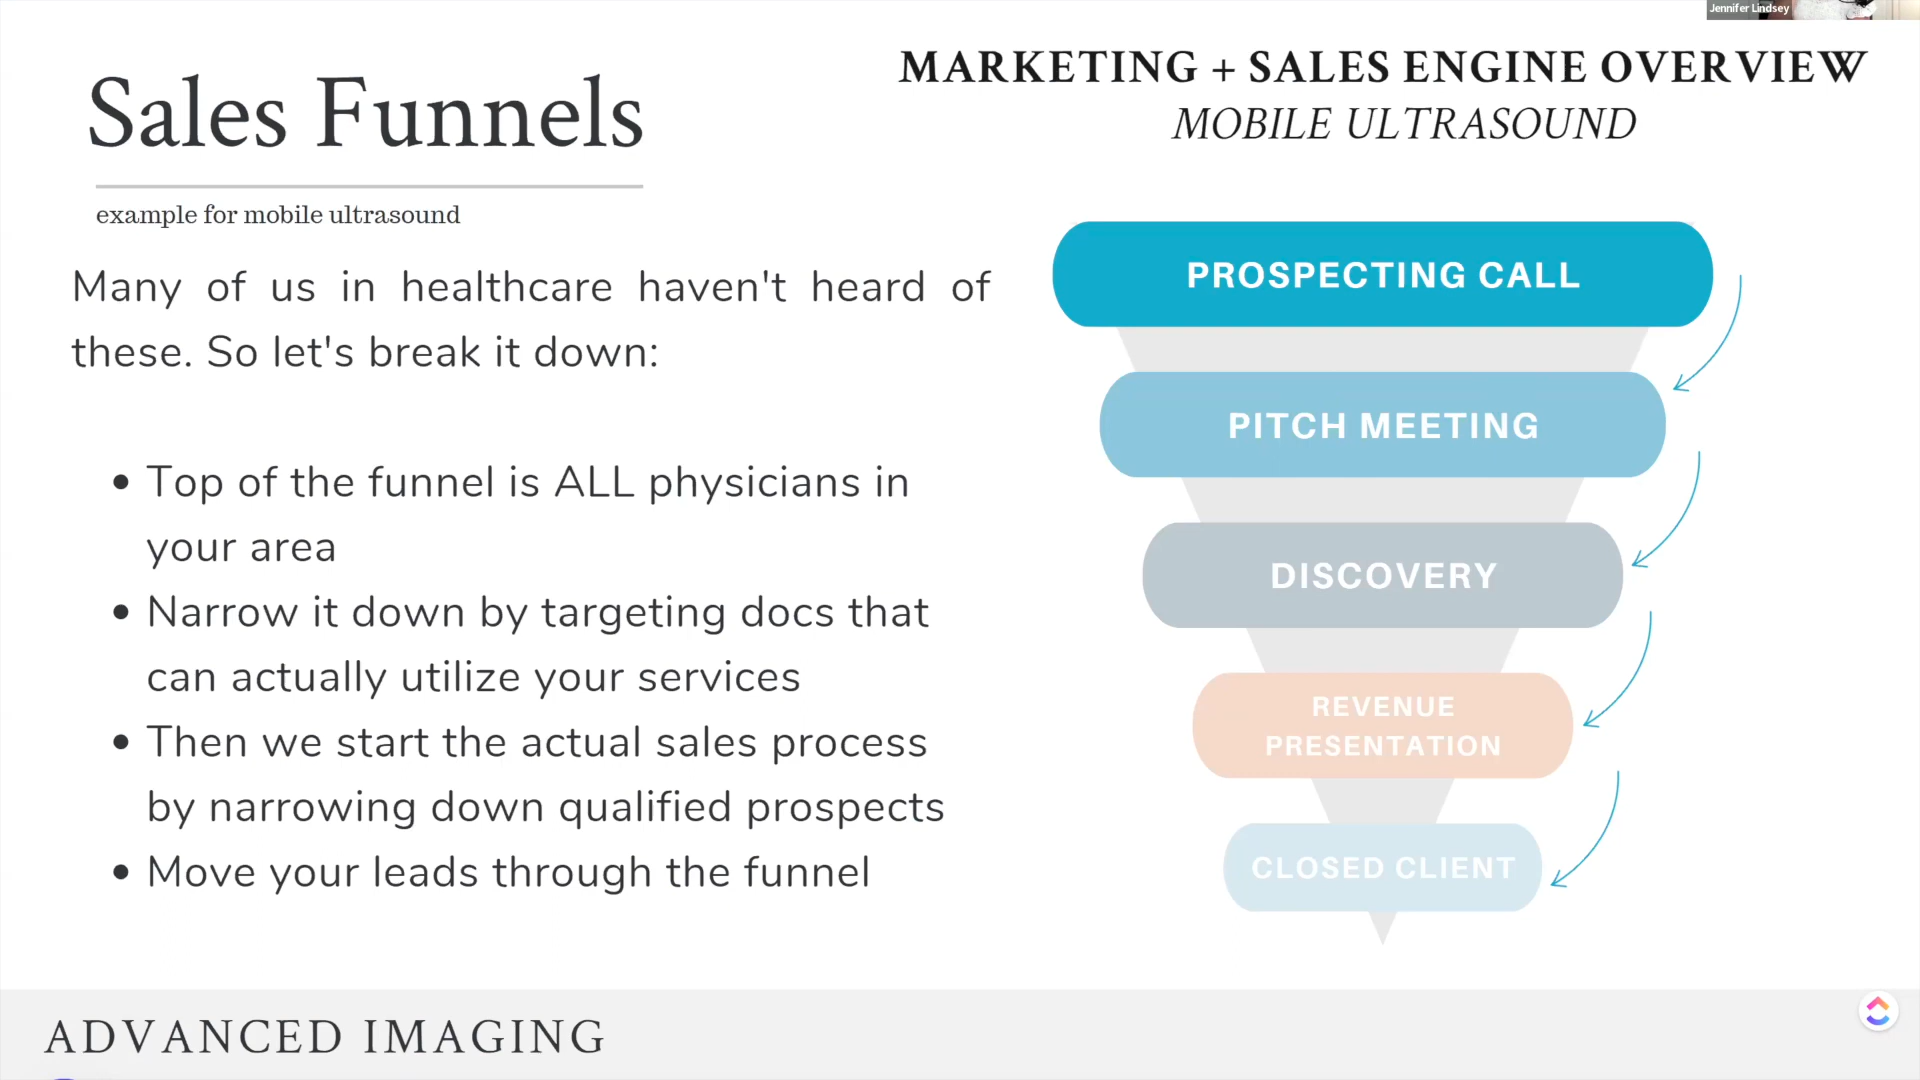 Jennifer Lindsey
Sales Funnels
example for mobile ultrasound
Many of us in healthcare haven't heard of
these. So let's break it down:
• Top of the funnel is ALL physicians in
your area
• Narrow it down by targeting docs that
can actually utilize your services
• Then we start the actual sales process
by narrowing down qualified prospects
• Move your leads through the funnel
MARKETING + SALES ENGINE OVERVIEW
MOBILE ULTRASOUND
PROSPECTING CALL
PITCH MEETING
DISCOVERY
REVENUE
PRESENTATION
CLOSED CLIENT
ADVANCED IMAGING